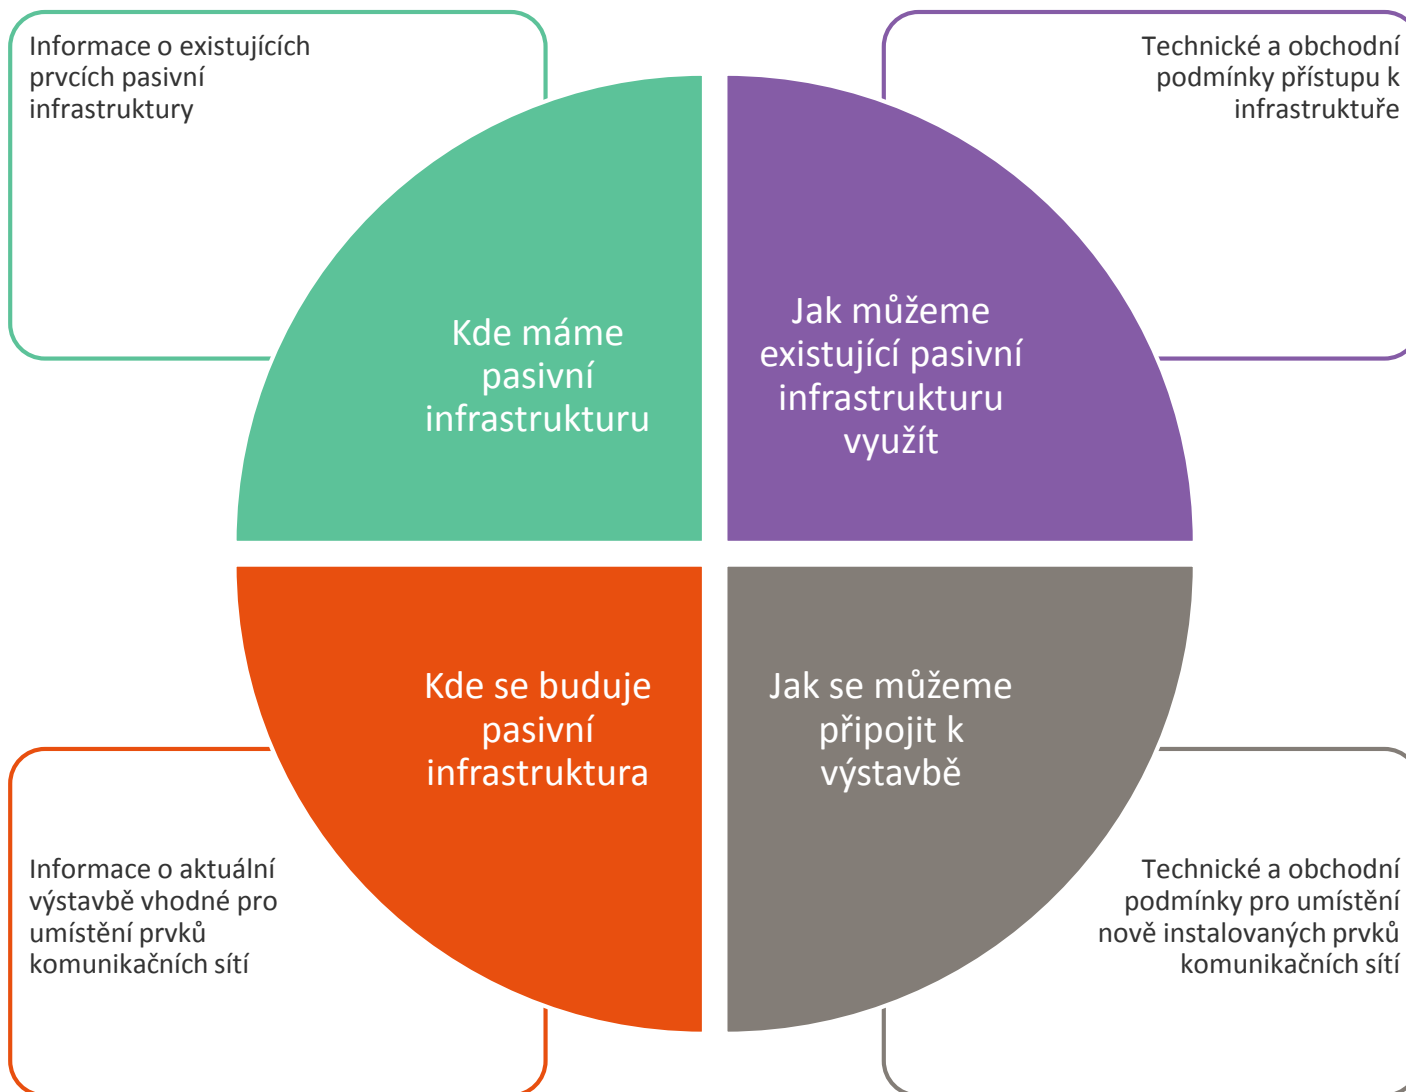 Informace o existujících
prvcích pasivní
infrastruktury
Technické a obchodní
podmínky přístupu k
infrastruktuře
Kde máme
pasivní
infrastrukturu
Jak můžeme
existující pasivní
infrastrukturu
využít
Kde se buduje
pasivní
infrastruktura
Jak se můžeme
připojit k
výstavbě
Informace o aktuální
výstavbě vhodné pro
umístění prvků
komunikačních sítí
Technické a obchodní
podmínky pro umístění
nově instalovaných prvků
komunikačních sítí